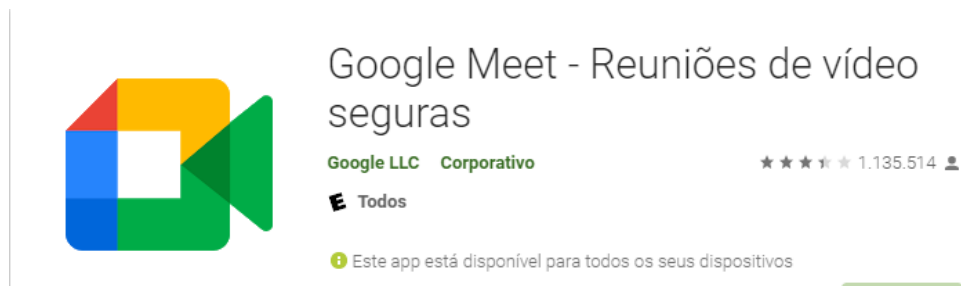 Google Meet - Reuniões de vídeo
seguras
Google LLC Corporativo 1.135.514
E Todos
Este app está disponível para todos os seus dispositivos